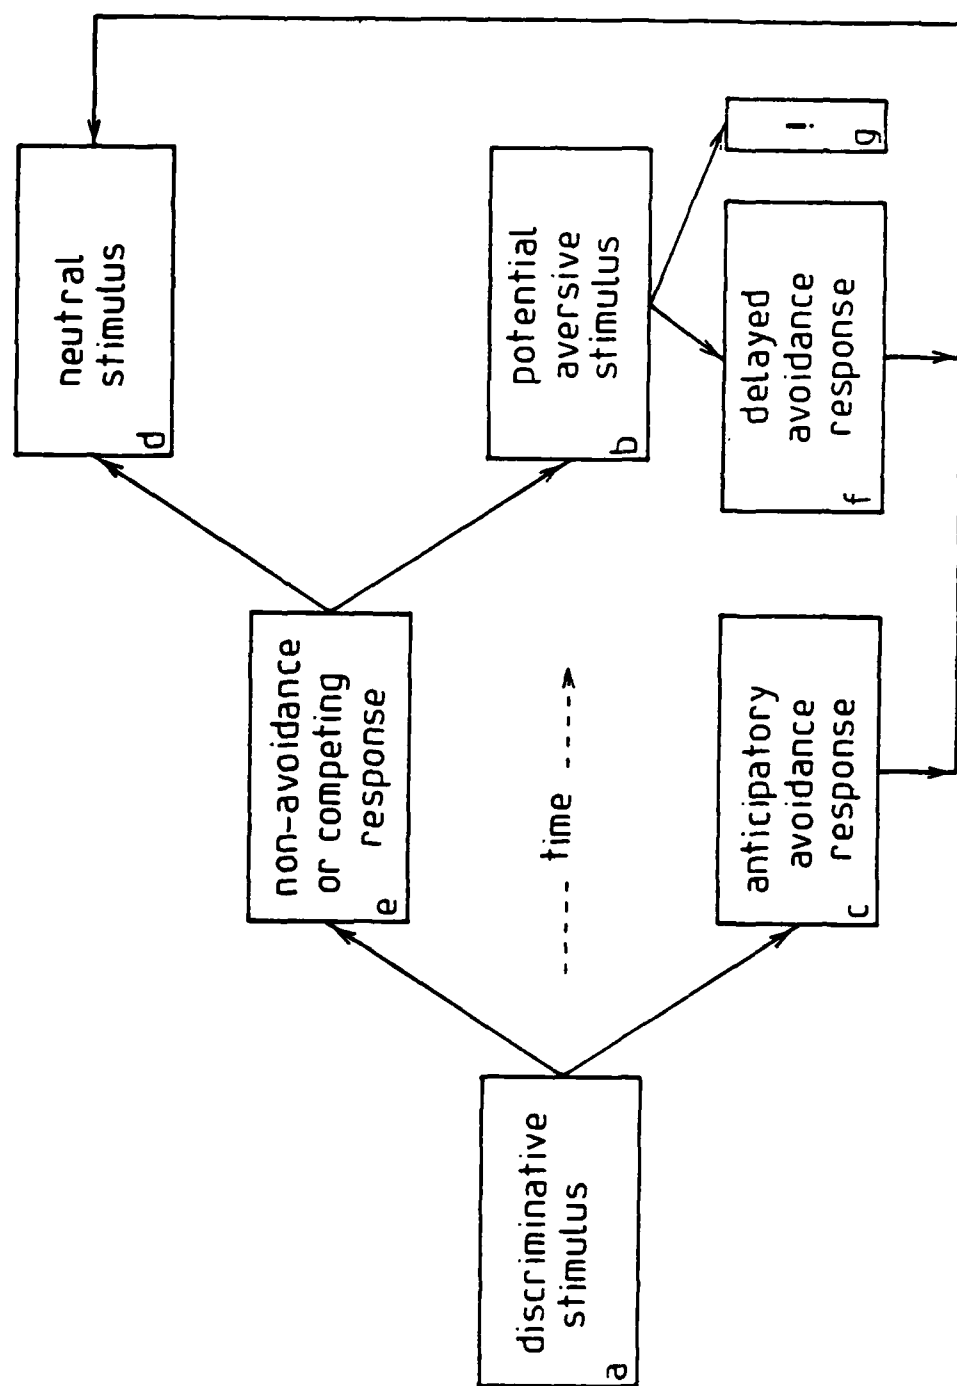 discriminative
stimulus
a
non-avoidance
or competing
response
e
time
anticipatory
avoidance
response
c
neutral
stimulus
d
potential
aversive
stimulus
b
delayed
avoidance
response
f
!
g